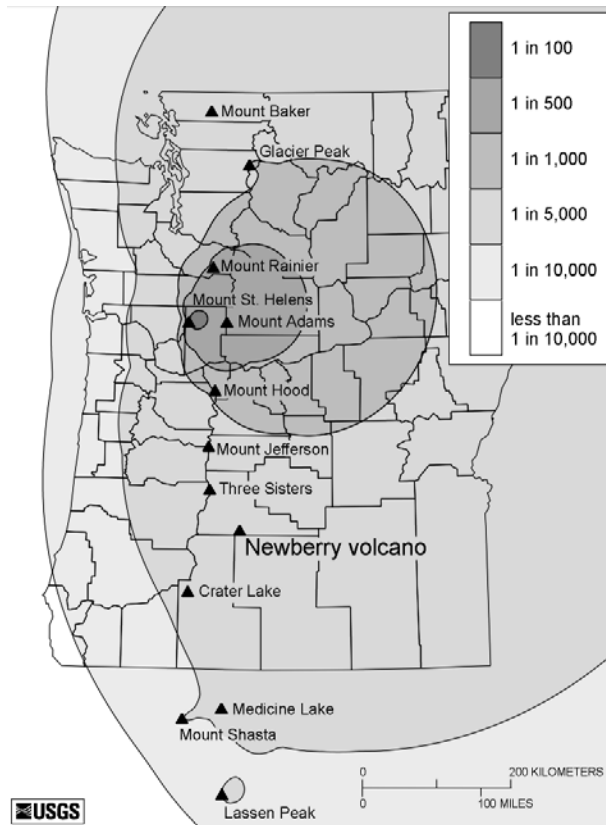 1 in 100
1 in 500
1 in 1,000
1 in 5,000
1 in 10,000
less than
1 in 10,000
Mount Baker
Glacier Peak
Mount Rainier
Mount St. Helens
Mount Adams
Mount Hood
Mount Jefferson
Three Sisters
Newberry volcano
Crater Lake
Medicine Lake
Mount Shasta
Lassen Peak
0 200 KILOMETERS
0 100 MILES
USGS